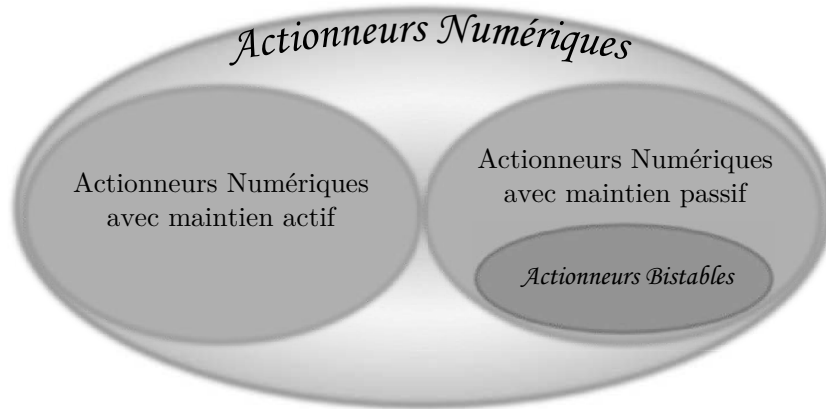 Actionneurs Numériques
Actionneurs Numériques
avec maintien actif
Actionneurs Numériques
avec maintien passif
Actionneurs Bistables